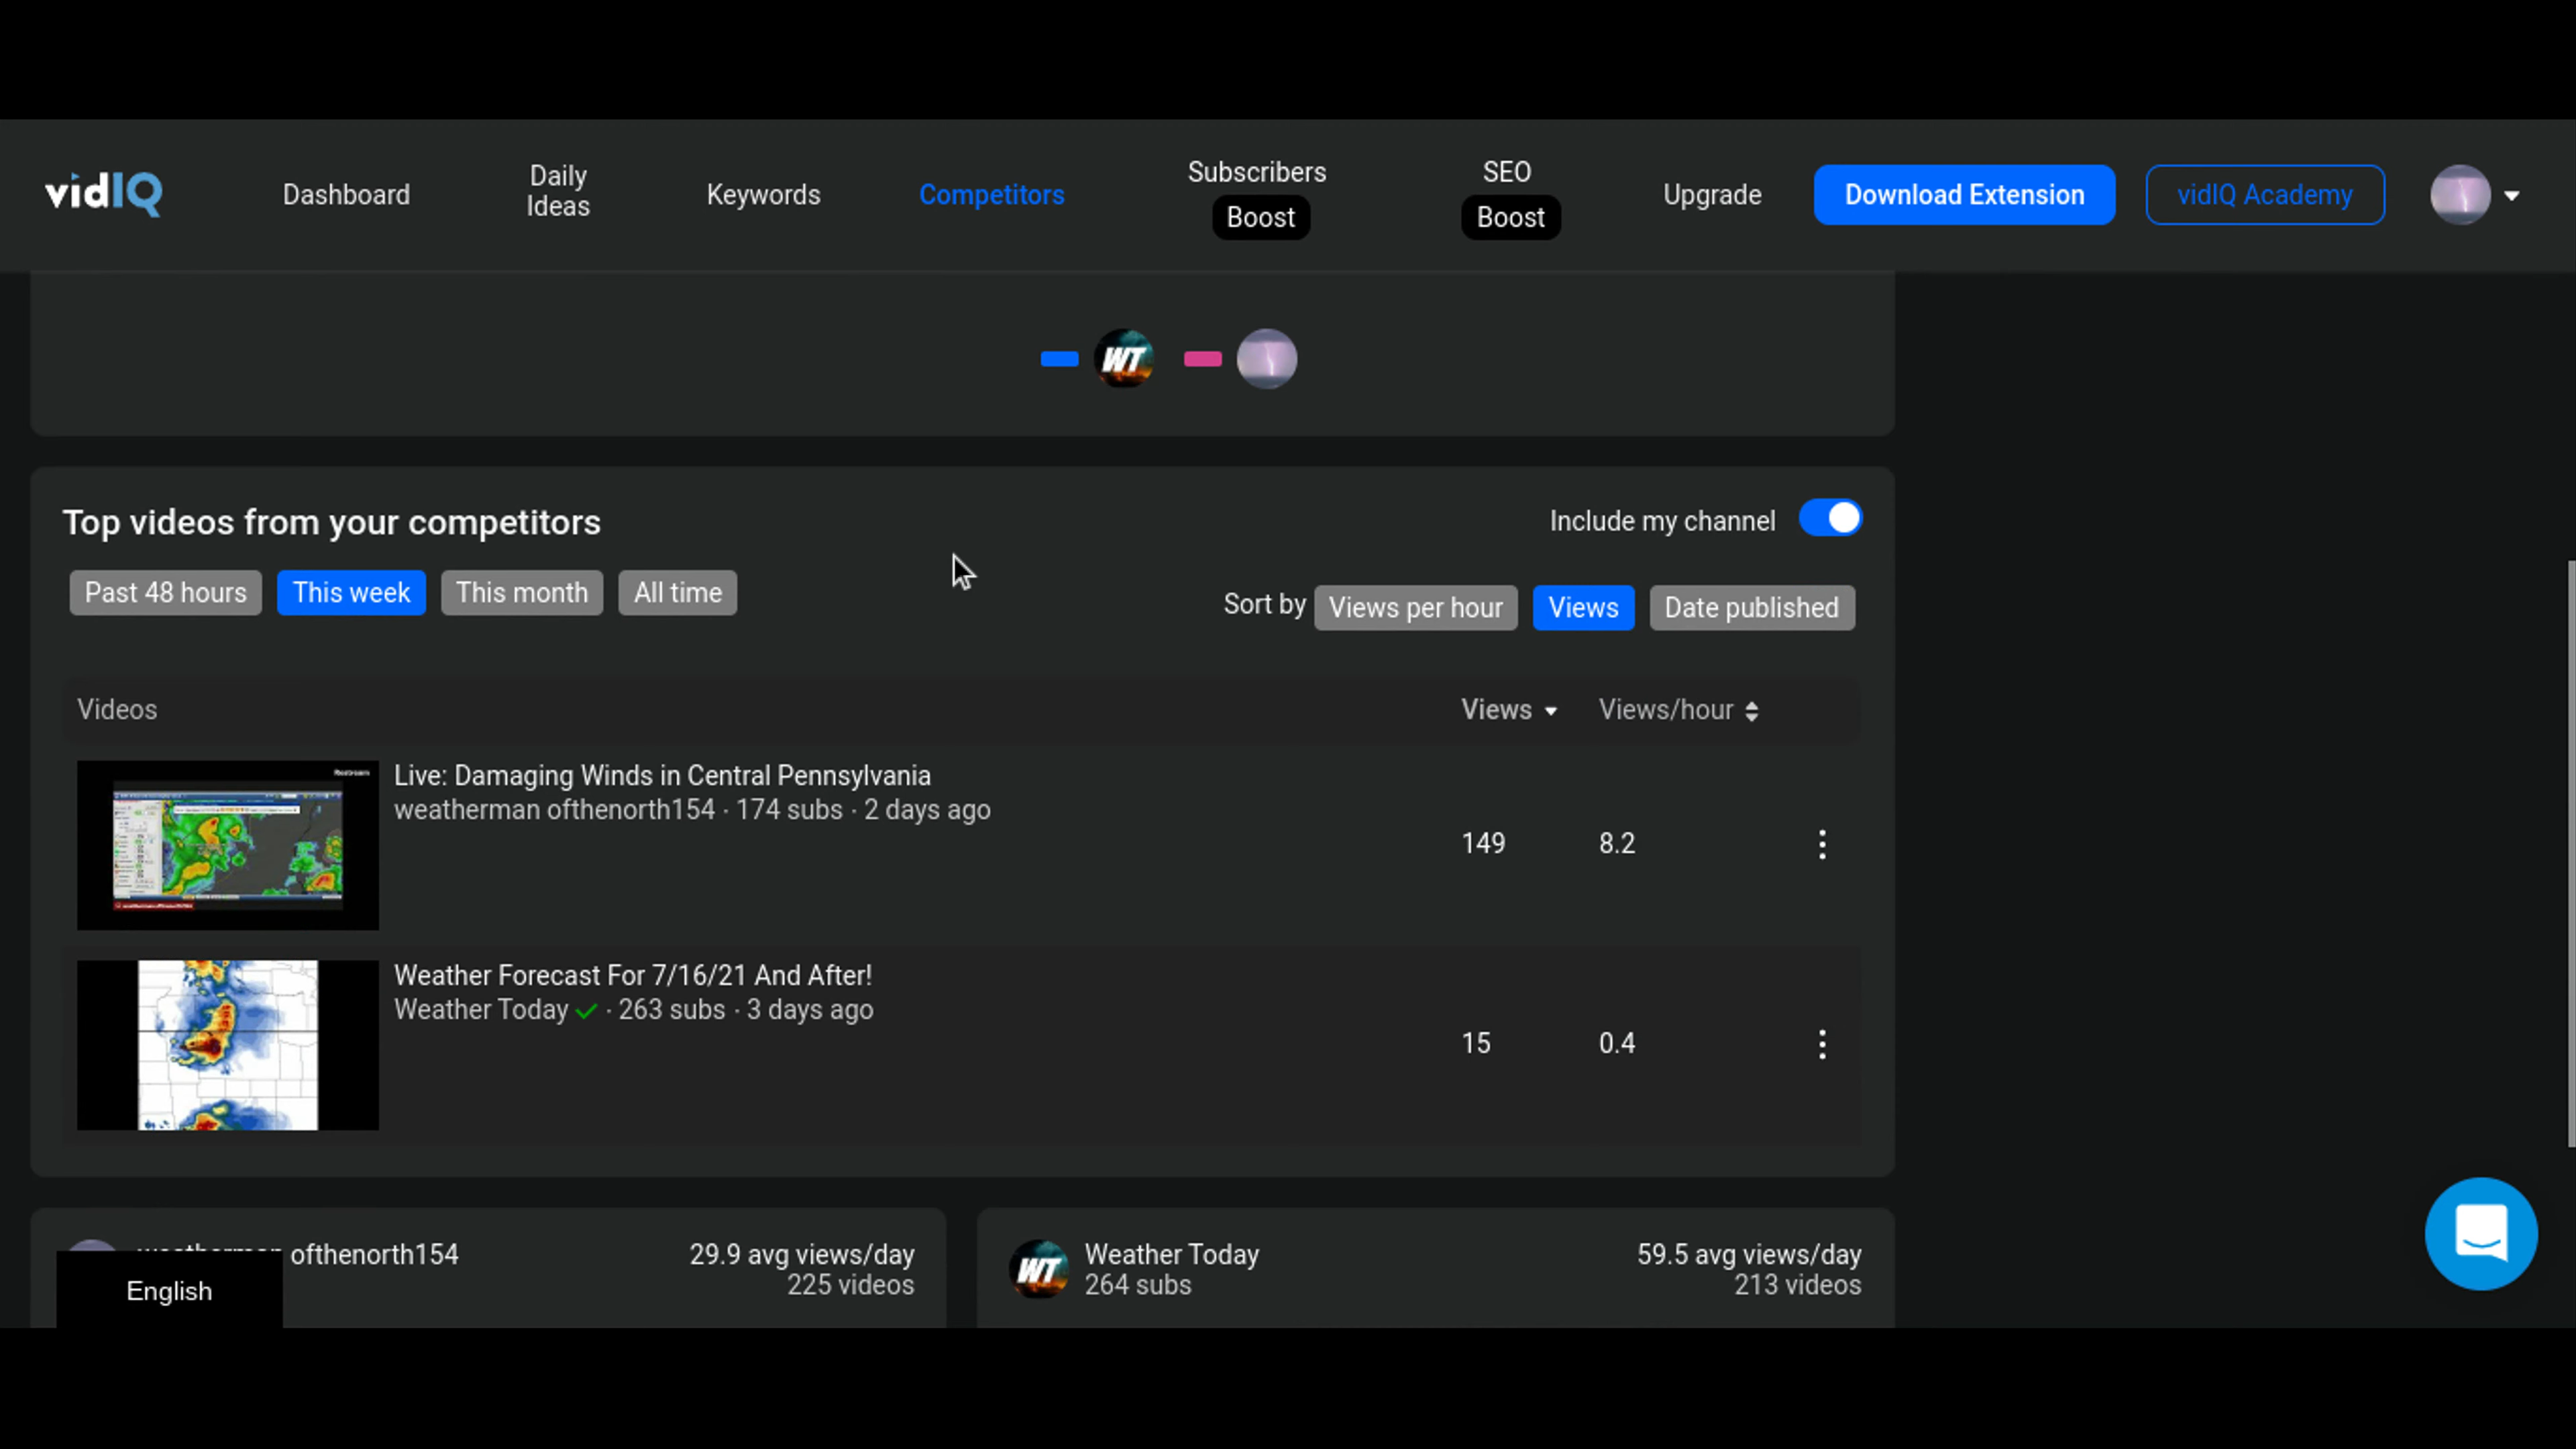 vidIQ
Dashboard
Daily
Ideas
Keywords
Competitors
Subscribers
Boost
SEO
Boost
Upgrade
Download Extension
vidIQ Academy
WT
Top videos from your competitors
Include my channel
Past 48 hours
This week
This month
All time
Sort by
Views per hour
Views
Date published
Videos
Views
Views/hour
Restream
Live: Damaging Winds in Central Pennsylvania
weatherman ofthenorth154 · 174 subs · 2 days ago
149
8.2
Weather Forecast For 7/16/21 And After!
Weather Today ✓ · 263 subs · 3 days ago
15
0.4
weatherman ofthenorth154
29.9 avg views/day
225 videos
WT
Weather Today
264 subs
59.5 avg views/day
213 videos
English